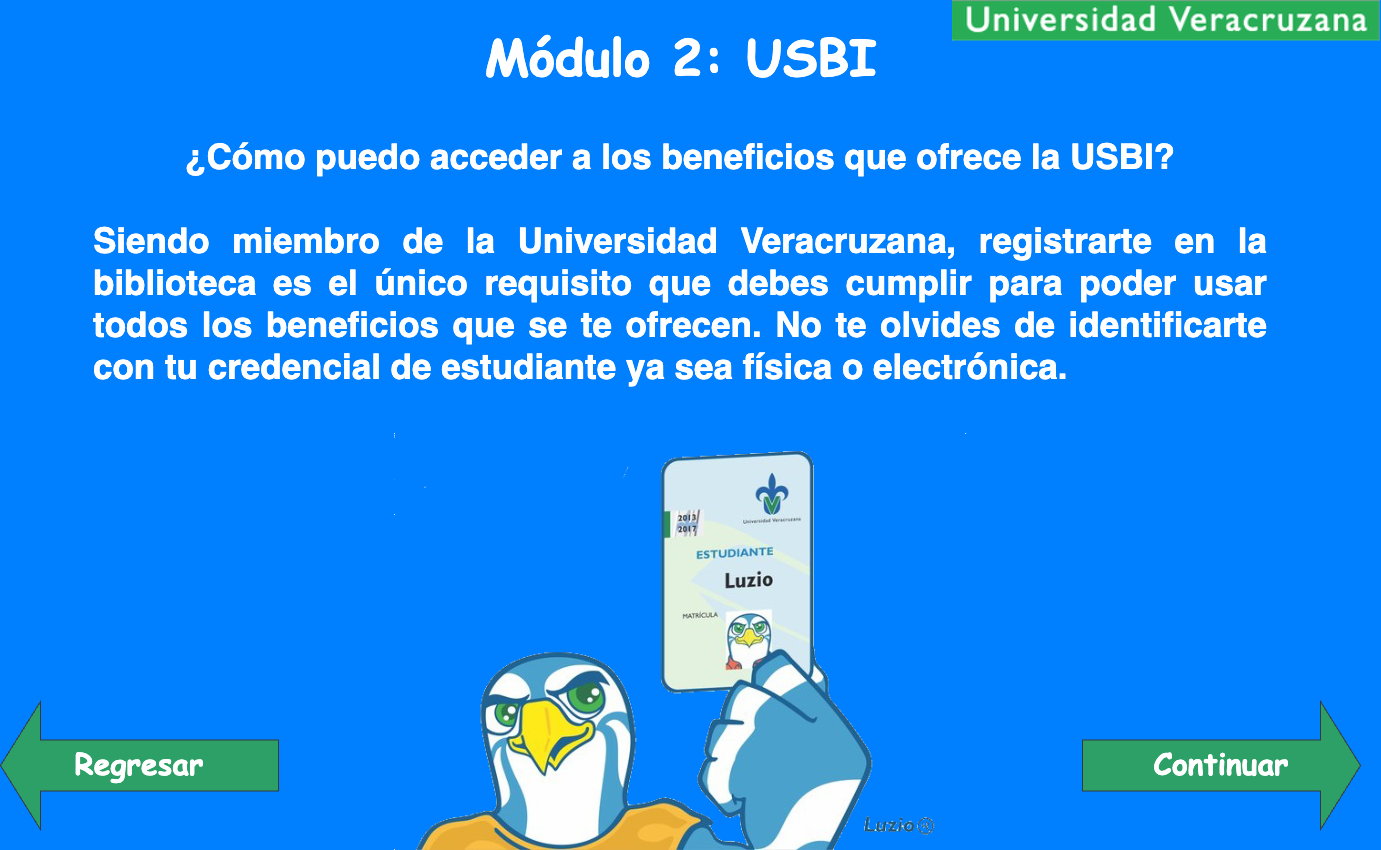 Universidad Veracruzana
Módulo 2: USBI
¿Cómo puedo acceder a los beneficios que ofrece la USBI?
Siendo miembro de la Universidad Veracruzana, registrarte en la
biblioteca es el único requisito que debes cumplir para poder usar
todos los beneficios que se te ofrecen. No te olvides de identificarte
con tu credencial de estudiante ya sea física o electrónica.
Universidad Veracruzana
2013
2017
ESTUDIANTE
Luzio
MATRÍCULA
Regresar
Continuar
Luzio®